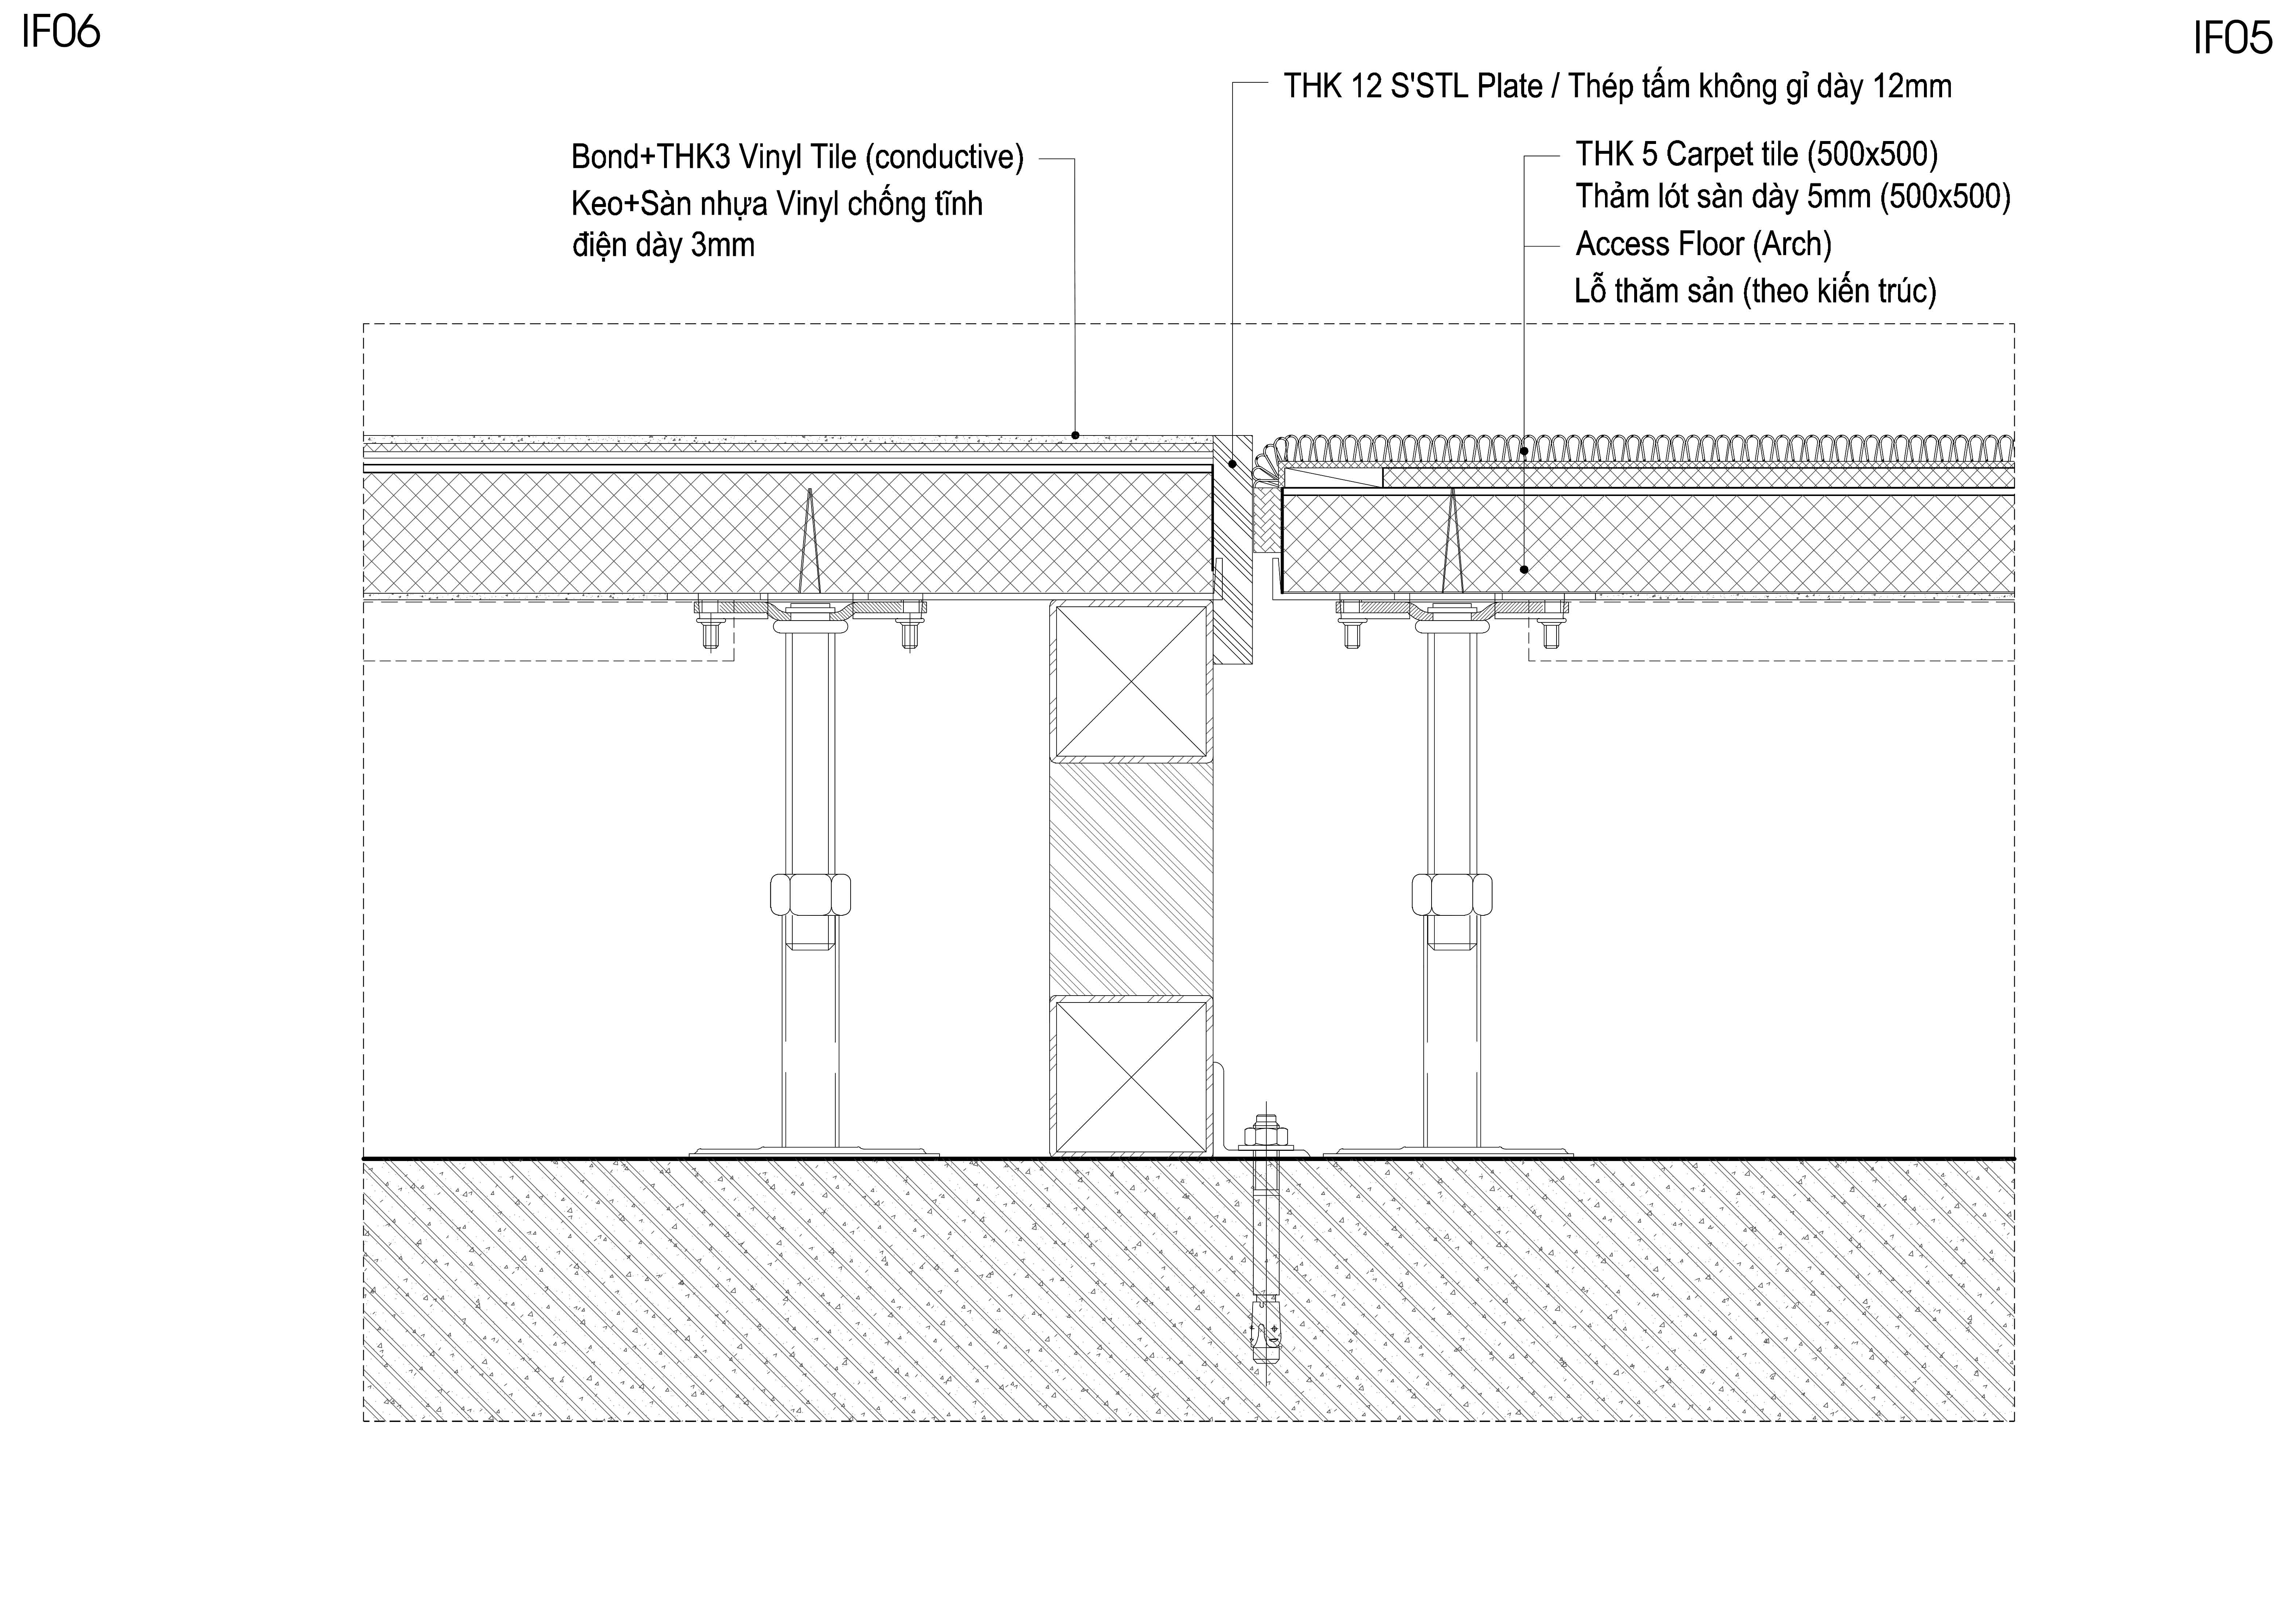 IF06
IF05
THK 12 S'STL Plate / Thép tấm không gỉ dày 12mm
Bond+THK3 Vinyl Tile (conductive)
Keo+Sàn nhựa Vinyl chống tĩnh
điện dày 3mm
THK 5 Carpet tile (500x500)
Thảm lót sàn dày 5mm (500x500)
Access Floor (Arch)
Lỗ thăm sản (theo kiến trúc)